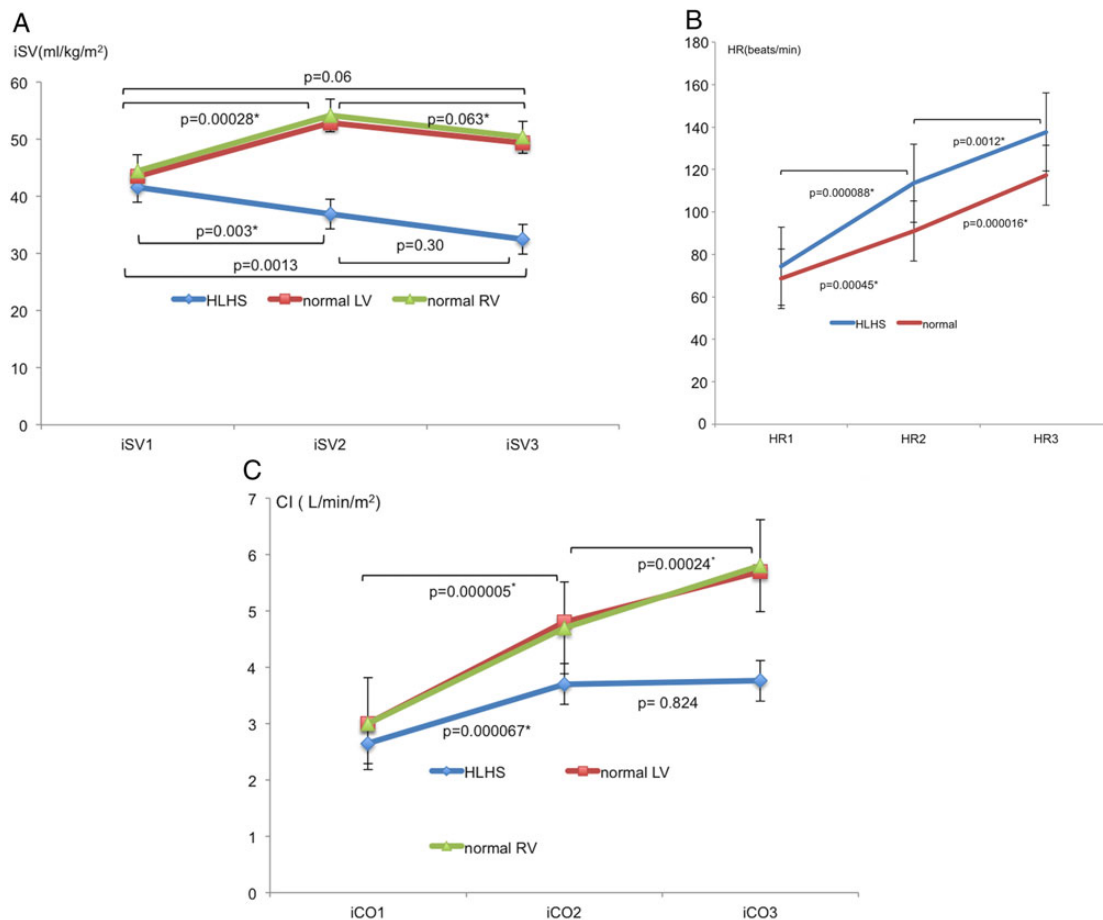 A
iSV(ml/kg/m²)
60
50
40
30
20
10
0
p=0.06
p=0.00028*
p=0.063*
p=0.003*
p=0.30
p=0.0013
HLHS normal LV normal RV
iSV1 iSV2 iSV3
B
HR(beats/min)
180
160
140
120
100
80
60
40
20
0
p=0.0012*
p=0.000088*
p=0.000016*
p=0.00045*
HLHS normal
HR1 HR2 HR3
C
CI ( L/min/m²)
7
6
5
4
3
2
1
0
p=0.00024*
p=0.000005*
p= 0.824
p=0.000067*
HLHS normal LV
normal RV
iCO1 iCO2 iCO3